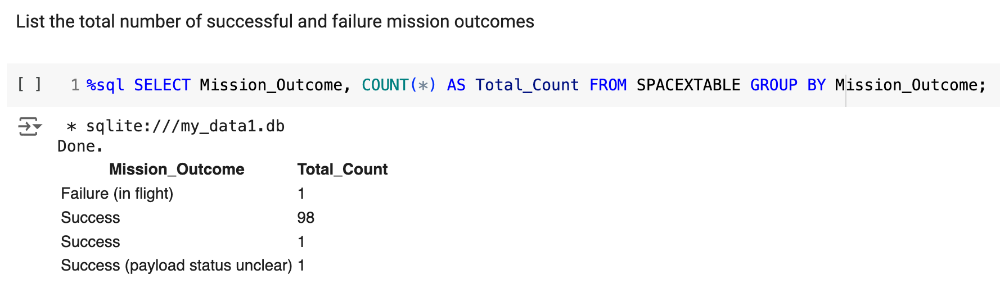 List the total number of successful and failure mission outcomes
[ ] 1 %sql SELECT Mission_Outcome, COUNT(*) AS Total_Count FROM SPACEXTABLE GROUP BY Mission_Outcome;
* sqlite:///my_data1.db
Done.
Mission_Outcome Total_Count
Failure (in flight) 1
Success 98
Success 1
Success (payload status unclear) 1